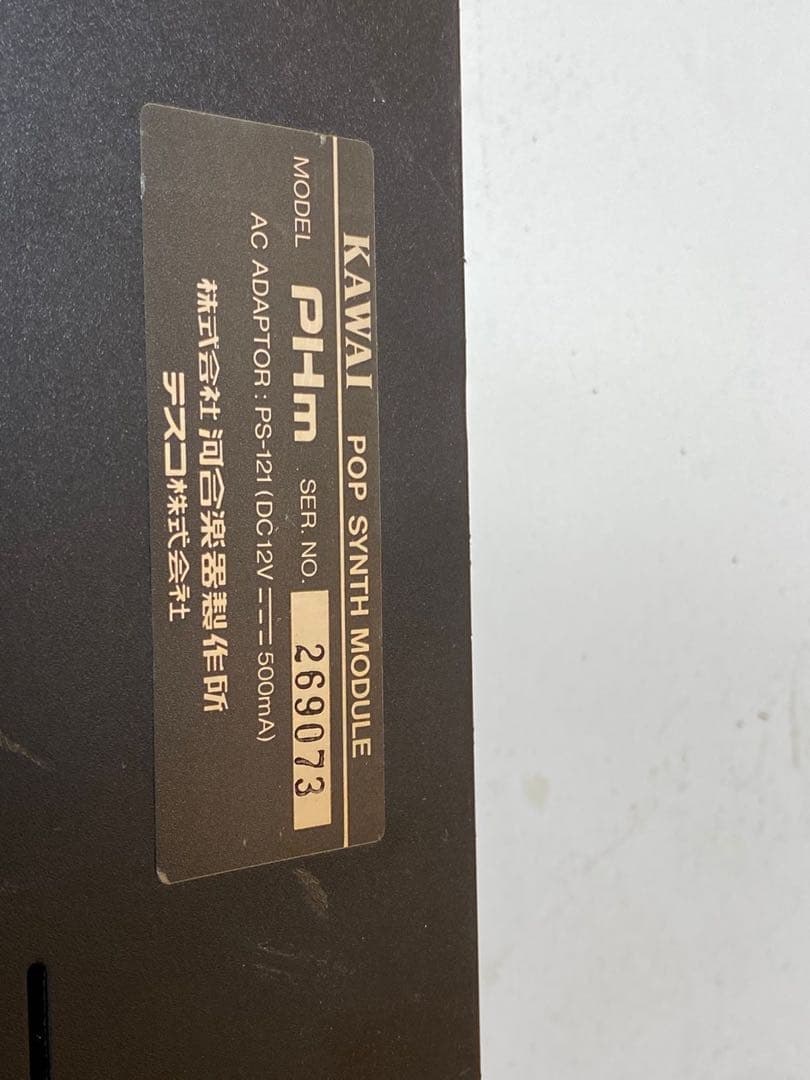 KAWAI POP SYNTH MODULE
MODEL PHm SER. NO. 269073
AC ADAPTOR : PS-121 (DC12V ⎓ 500mA)
株式会社 河合楽器製作所
テスコ株式会社